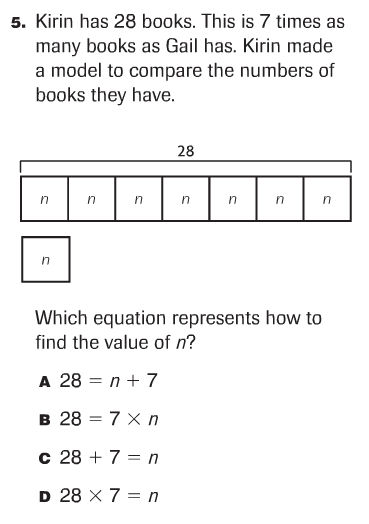 5. Kirin has 28 books. This is 7 times as
many books as Gail has. Kirin made
a model to compare the numbers of
books they have.
28
n n n n n n n
n
Which equation represents how to
find the value of n?
A 28 = n + 7
B 28 = 7 × n
C 28 + 7 = n
D 28 × 7 = n